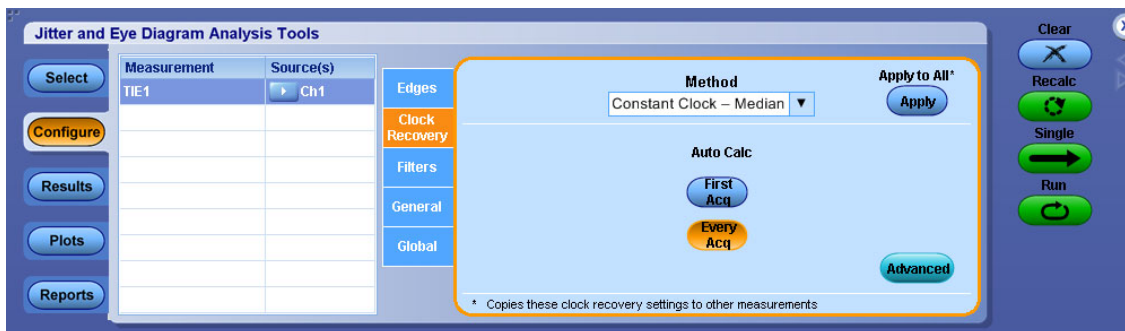 Jitter and Eye Diagram Analysis Tools
Select
Configure
Results
Plots
Reports
Measurement Source(s)
TIE1 Ch1
Edges
Clock
Recovery
Filters
General
Global
Method
Constant Clock – Median
Apply to All*
Apply
Auto Calc
First
Acq
Every
Acq
Advanced
* Copies these clock recovery settings to other measurements
Clear
Recalc
Single
Run